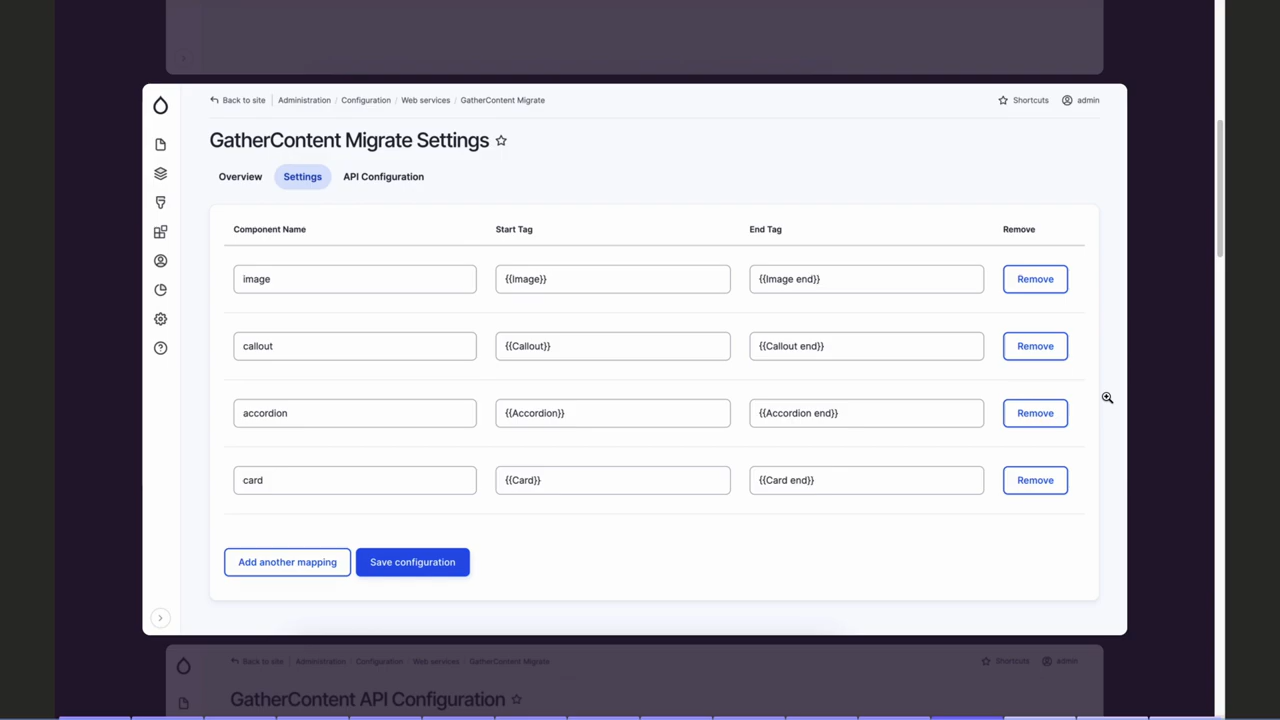 Back to site Administration / Configuration / Web services / GatherContent Migrate Shortcuts admin
GatherContent Migrate Settings
Overview Settings API Configuration
Component Name Start Tag End Tag Remove
image {{Image}} {{Image end}} Remove
callout {{Callout}} {{Callout end}} Remove
accordion {{Accordion}} {{Accordion end}} Remove
card {{Card}} {{Card end}} Remove
Add another mapping Save configuration
Back to site Administration / Configuration / Web services / GatherContent Migrate Shortcuts admin
GatherContent API Configuration